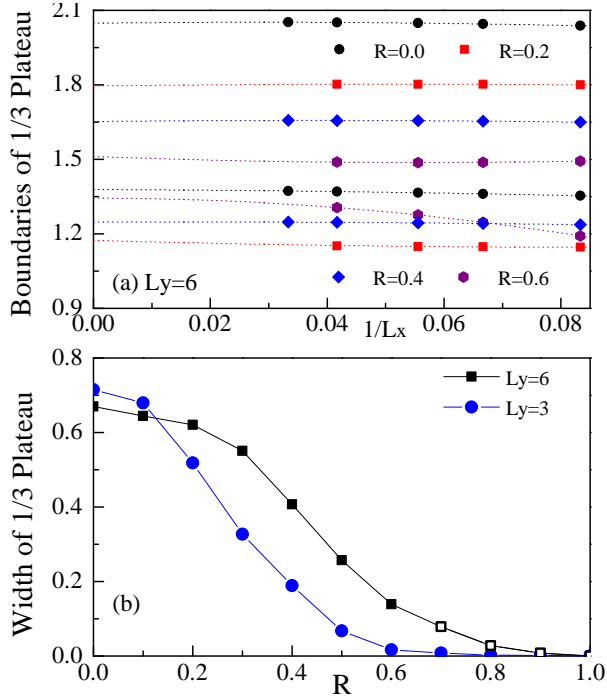 2.1
1.8
1.5
1.2
0.9
Boundaries of 1/3 Plateau
R=0.0 R=0.2
(a) Ly=6 R=0.4 R=0.6
0.00 0.02 0.04 0.06 0.08
1/Lx
0.8
0.6
0.4
0.2
0.0
Width of 1/3 Plateau
Ly=6
Ly=3
(b)
0.0 0.2 0.4 0.6 0.8 1.0
R